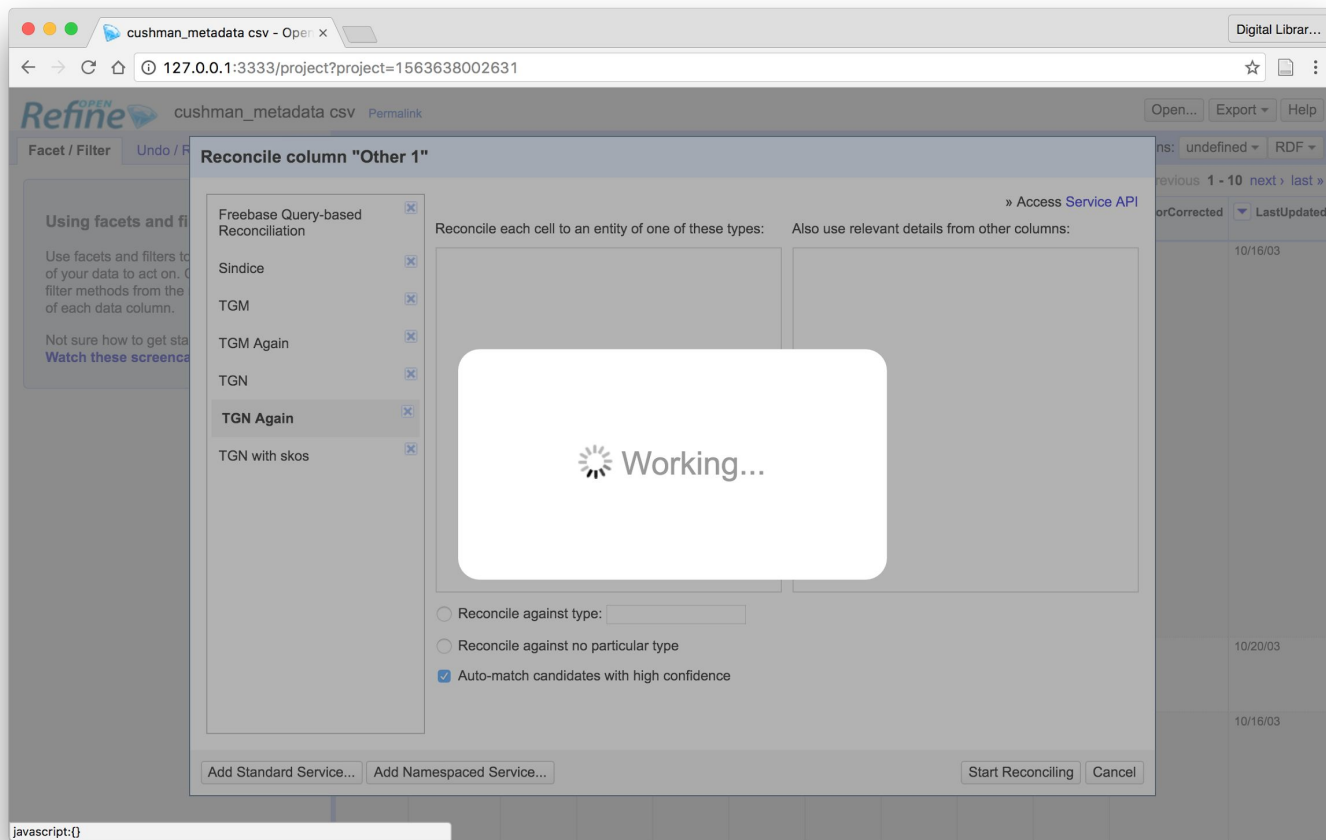 cushman_metadata csv - Open
Digital Librar...
127.0.0.1:3333/project?project=1563638002631
OPEN
Refine
cushman_metadata csv Permalink
Open... Export Help
Facet / Filter Undo / R
Reconcile column "Other 1"
ns: undefined RDF
revious 1 - 10 next › last »
Using facets and fi
Use facets and filters to
of your data to act on. C
filter methods from the
of each data column.
Not sure how to get sta
Watch these screenca
Freebase Query-based
Reconciliation
Sindice
TGM
TGM Again
TGN
TGN Again
TGN with skos
» Access Service API
Reconcile each cell to an entity of one of these types:
Also use relevant details from other columns:
orCorrected LastUpdated
10/16/03
Working...
Reconcile against type:
Reconcile against no particular type
Auto-match candidates with high confidence
10/20/03
10/16/03
Add Standard Service... Add Namespaced Service...
Start Reconciling Cancel
javascript:{}